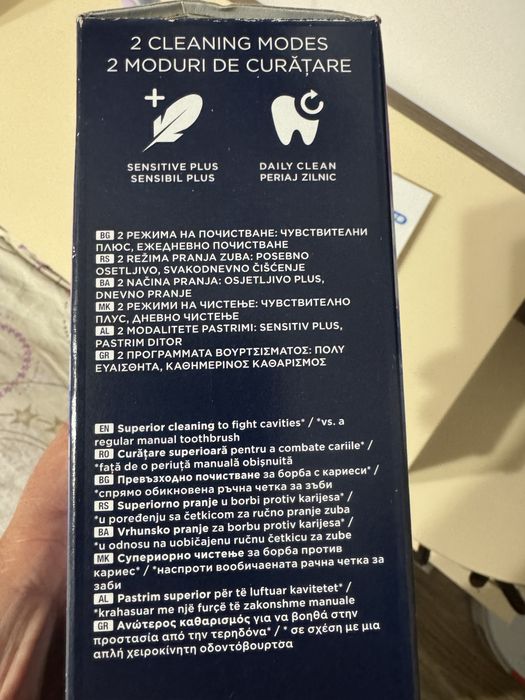 2 CLEANING MODES
2 MODURI DE CURĂȚARE
SENSITIVE PLUS
SENSIBIL PLUS
DAILY CLEAN
PERIAJ ZILNIC
BG 2 РЕЖИМА НА ПОЧИСТВАНЕ: ЧУВСТВИТЕЛНИ
ПЛЮС, ЕЖЕДНЕВНО ПОЧИСТВАНЕ
RS 2 REŽIMA PRANJA ZUBA: POSEBNO
OSETLJIVO, SVAKODNEVNO ČIŠĆENJE
BA 2 NAČINA PRANJA: OSJETLJIVO PLUS,
DNEVNO PRANJE
MK 2 РЕЖИМИ НА ЧИСТЕЊЕ: ЧУВСТВИТЕЛНО
ПЛУС, ДНЕВНО ЧИСТЕЊЕ
AL 2 MODALITETE PASTRIMI: SENSITIV PLUS,
PASTRIM DITOR
GR 2 ΠΡΟΓΡΑΜΜΑΤΑ ΒΟΥΡΤΣΙΣΜΑΤΟΣ: ΠΟΛΥ
ΕΥΑΙΣΘΗΤΑ, ΚΑΘΗΜΕΡΙΝΟΣ ΚΑΘΑΡΙΣΜΟΣ
EN Superior cleaning to fight cavities* / *vs. a
regular manual toothbrush
RO Curățare superioară pentru a combate cariile* /
*față de o periuță manuală obișnuită
BG Превъзходно почистване за борба с кариеси* /
*спрямо обикновена ръчна четка за зъби
RS Superiorno pranje u borbi protiv karijesa* /
*u poređenju sa četkicom za ručno pranje zuba
BA Vrhunsko pranje za borbu protiv karijesa* /
*u odnosu na uobičajenu ručnu četkicu za zube
MK Супериорно чистење за борба против
кариес* / *наспроти вообичаената рачна четка за
заби
AL Pastrim superior për të luftuar kavitetet* /
*krahasuar me një furçë të zakonshme manuale
GR Ανώτερος καθαρισμός για να βοηθά στην
προστασία από την τερηδόνα* / * σε σχέση με μια
απλή χειροκίνητη οδοντόβουρτσα